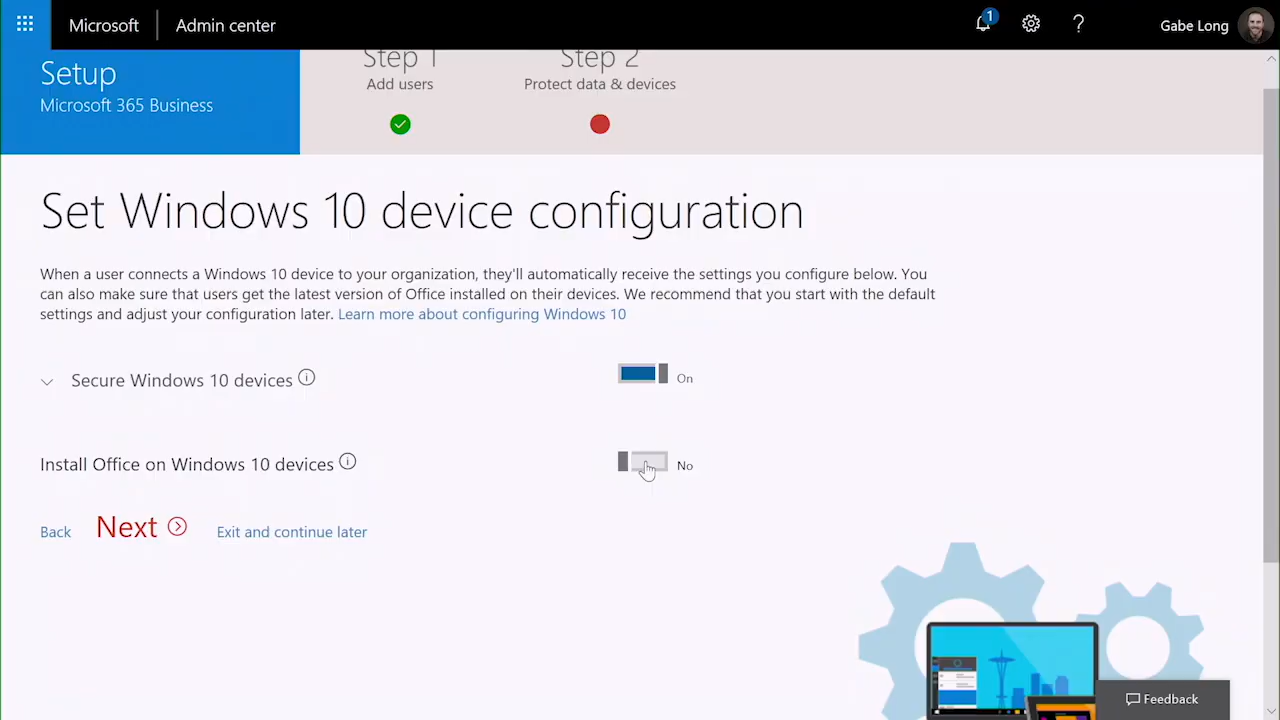 Microsoft
Admin center
1
?
Gabe Long
Setup
Microsoft 365 Business
Step 1
Add users
Step 2
Protect data & devices
Set Windows 10 device configuration
When a user connects a Windows 10 device to your organization, they'll automatically receive the settings you configure below. You
can also make sure that users get the latest version of Office installed on their devices. We recommend that you start with the default
settings and adjust your configuration later. Learn more about configuring Windows 10
Secure Windows 10 devices
On
Install Office on Windows 10 devices
No
Back
Next
Exit and continue later
Feedback